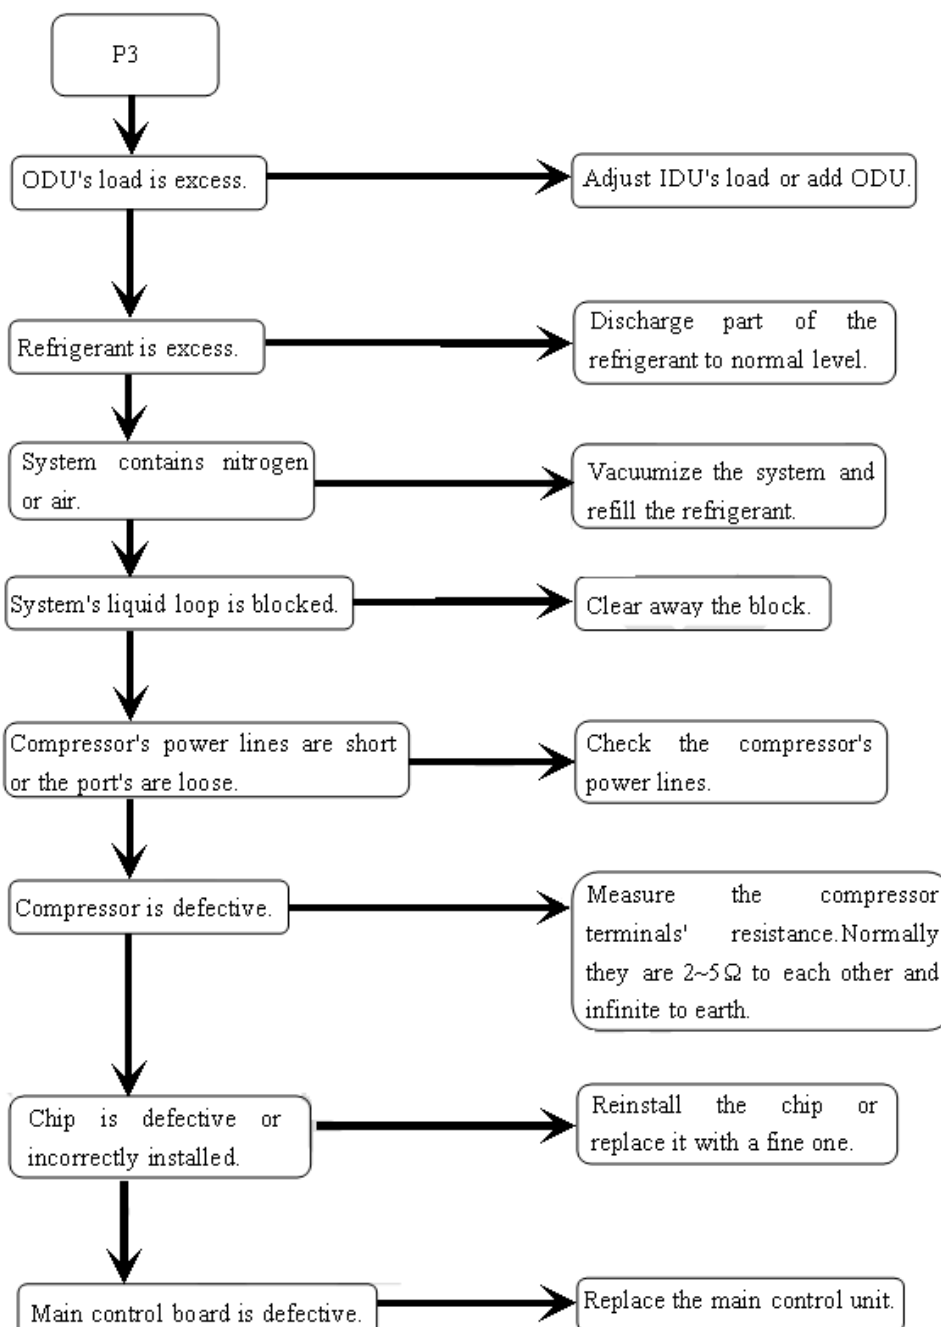 P3
ODU's load is excess.
Adjust IDU's load or add ODU.
Refrigerant is excess.
Discharge part of the
refrigerant to normal level.
System contains nitrogen
or air.
Vacuumize the system and
refill the refrigerant.
System's liquid loop is blocked.
Clear away the block.
Compressor's power lines are short
or the port's are loose.
Check the compressor's
power lines.
Compressor is defective.
Measure the compressor
terminals' resistance.Normally
they are 2~5Ω to each other and
infinite to earth.
Chip is defective or
incorrectly installed.
Reinstall the chip or
replace it with a fine one.
Main control board is defective.
Replace the main control unit.